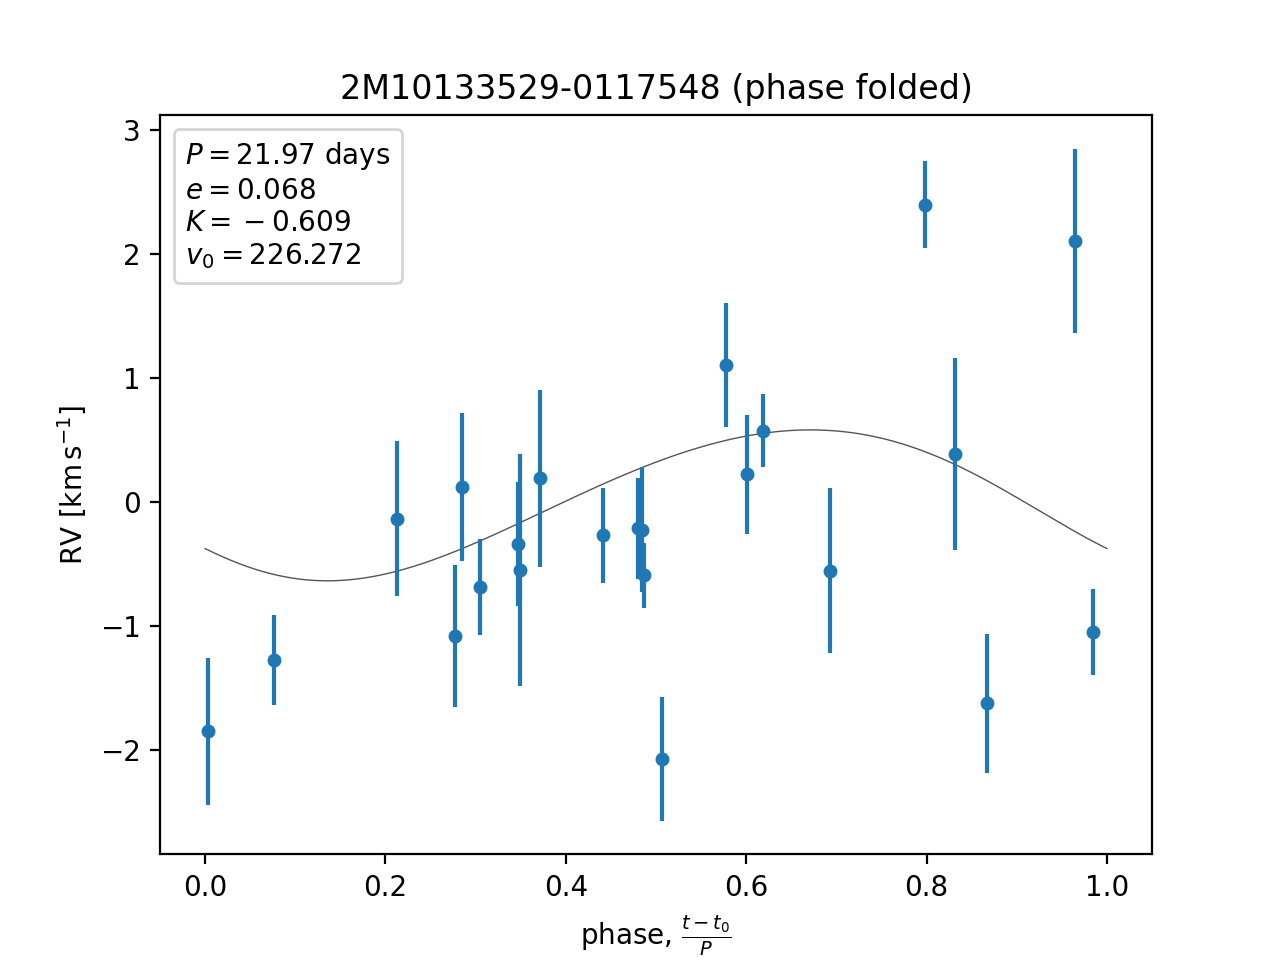 2M10133529-0117548 (phase folded)
P = 21.97 days
e = 0.068
K = −0.609
v₀ = 226.272
3
2
1
0
−1
−2
RV [km s⁻¹]
0.0 0.2 0.4 0.6 0.8 1.0
phase, (t − t₀)/P